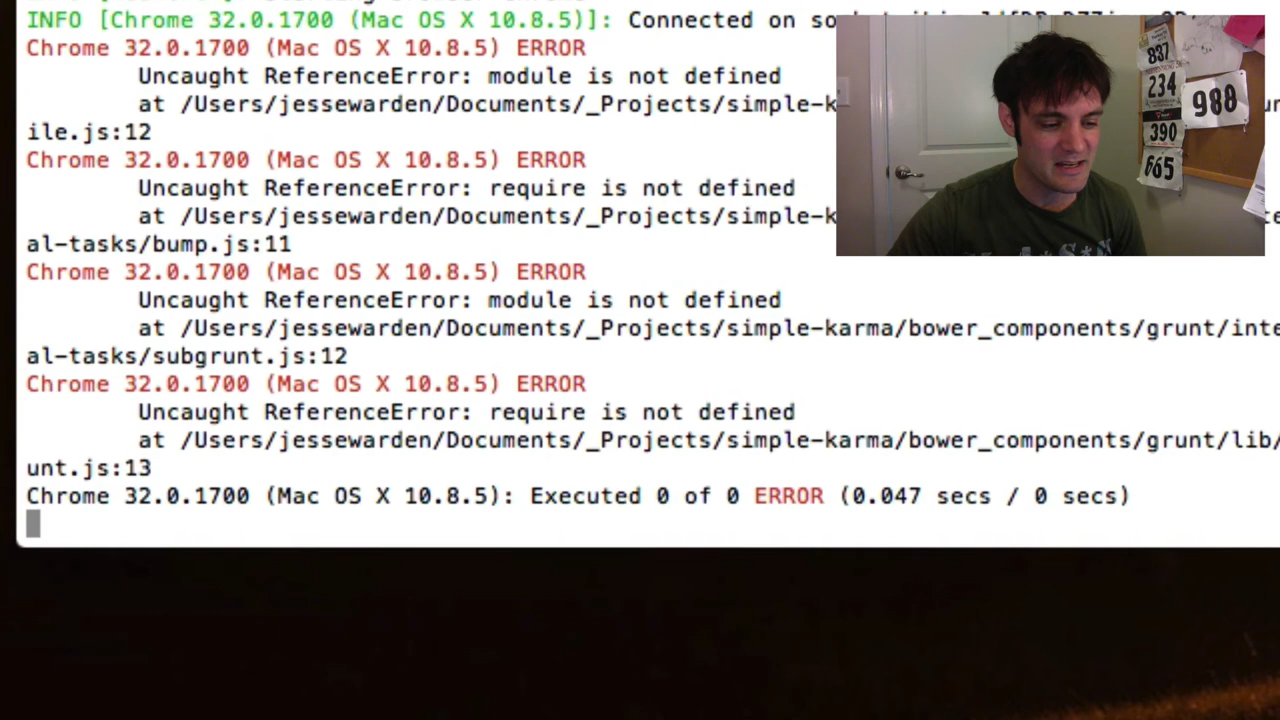 INFO [Chrome 32.0.1700 (Mac OS X 10.8.5)]: Connected on
Chrome 32.0.1700 (Mac OS X 10.8.5) ERROR
Uncaught ReferenceError: module is not defined
at /Users/jessewarden/Documents/_Projects/simple-k
ile.js:12
Chrome 32.0.1700 (Mac OS X 10.8.5) ERROR
Uncaught ReferenceError: require is not defined
at /Users/jessewarden/Documents/_Projects/simple-k
al-tasks/bump.js:11
Chrome 32.0.1700 (Mac OS X 10.8.5) ERROR
Uncaught ReferenceError: module is not defined
at /Users/jessewarden/Documents/_Projects/simple-karma/bower_components/grunt/inte
al-tasks/subgrunt.js:12
Chrome 32.0.1700 (Mac OS X 10.8.5) ERROR
Uncaught ReferenceError: require is not defined
at /Users/jessewarden/Documents/_Projects/simple-karma/bower_components/grunt/lib/
unt.js:13
Chrome 32.0.1700 (Mac OS X 10.8.5): Executed 0 of 0 ERROR (0.047 secs / 0 secs)
837
234
988
390
665